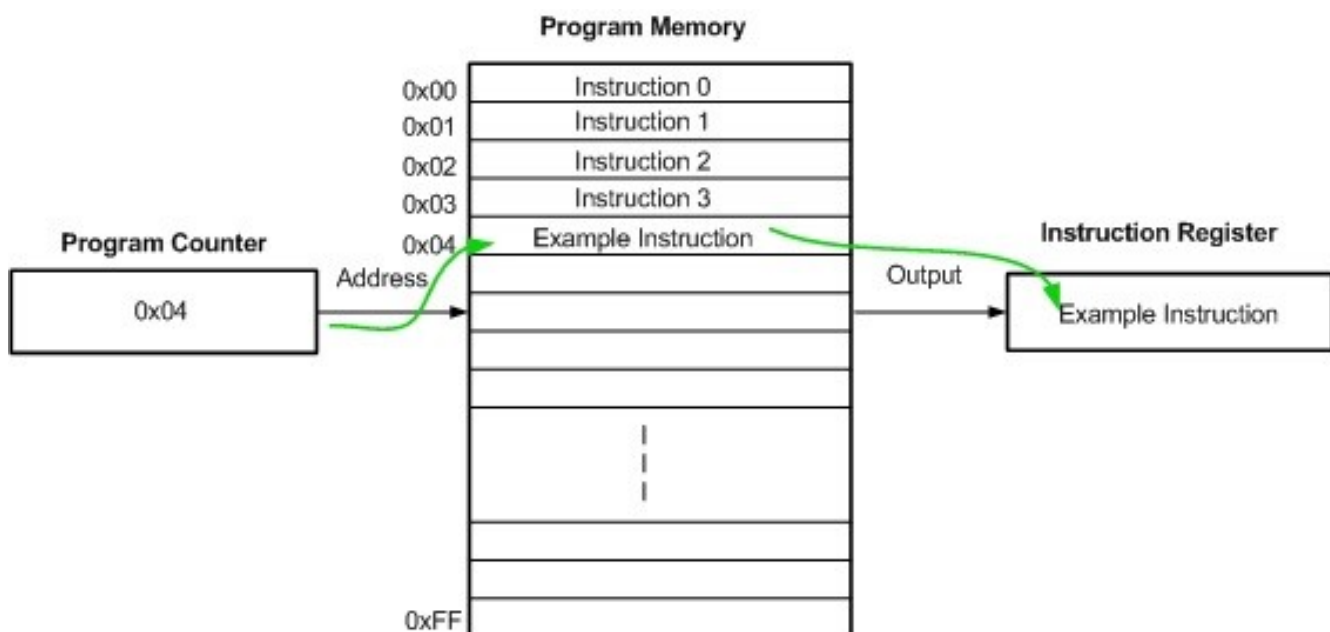 Program Memory
0x00 Instruction 0
0x01 Instruction 1
0x02 Instruction 2
0x03 Instruction 3
0x04 Example Instruction
Program Counter
0x04
Address
Output
Instruction Register
Example Instruction
0xFF